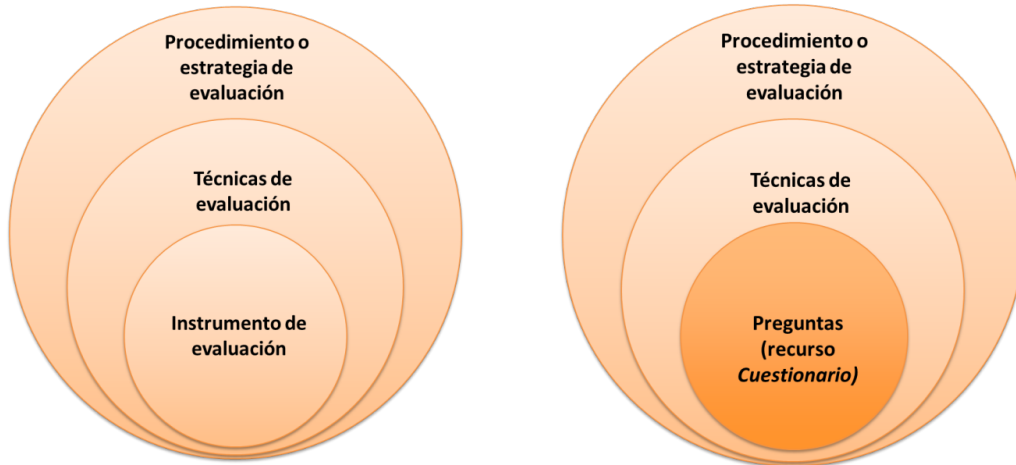 Procedimiento o
estrategia de
evaluación
Técnicas de
evaluación
Instrumento de
evaluación
Procedimiento o
estrategia de
evaluación
Técnicas de
evaluación
Preguntas
(recurso
Cuestionario)